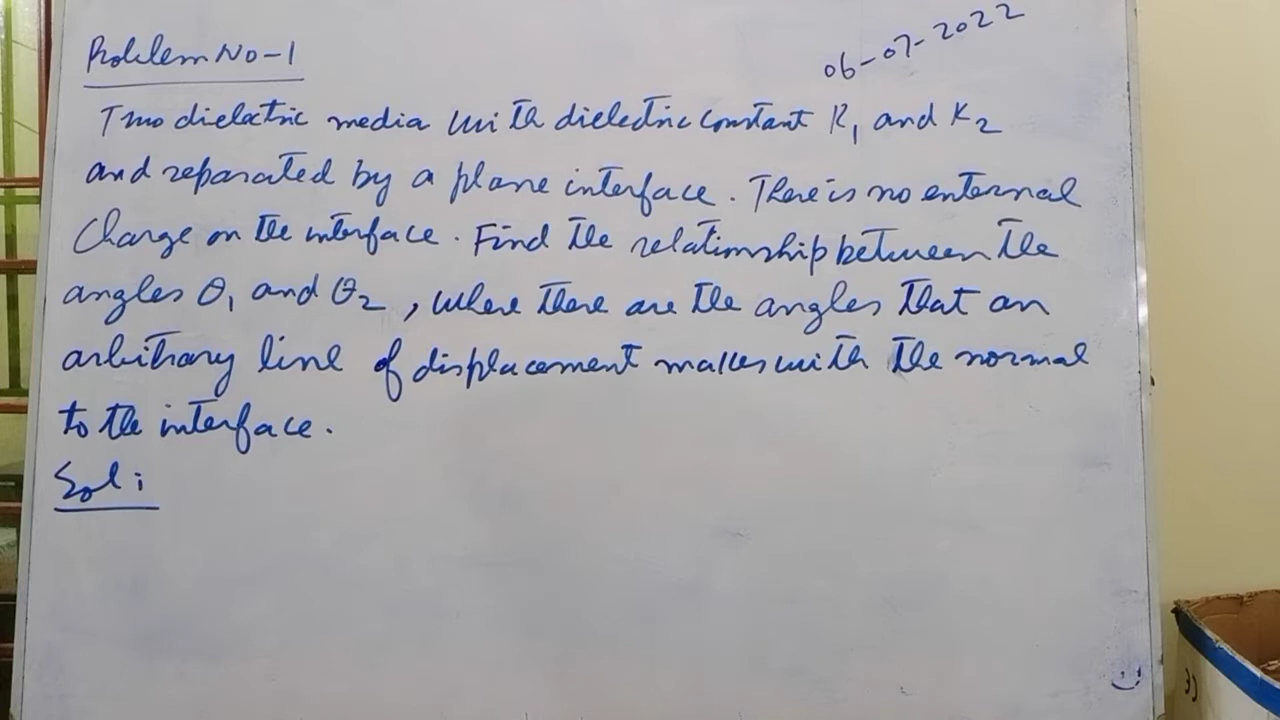 Problem No-1
06-07-2022
Two dielectric media with dielectric constant K₁ and K₂
and separated by a plane interface. There is no external
Charge on the interface. Find the relationship between the
angles θ₁ and θ₂, where there are the angles that an
arbitrary line of displacement makes with the normal
to the interface.
Sol: